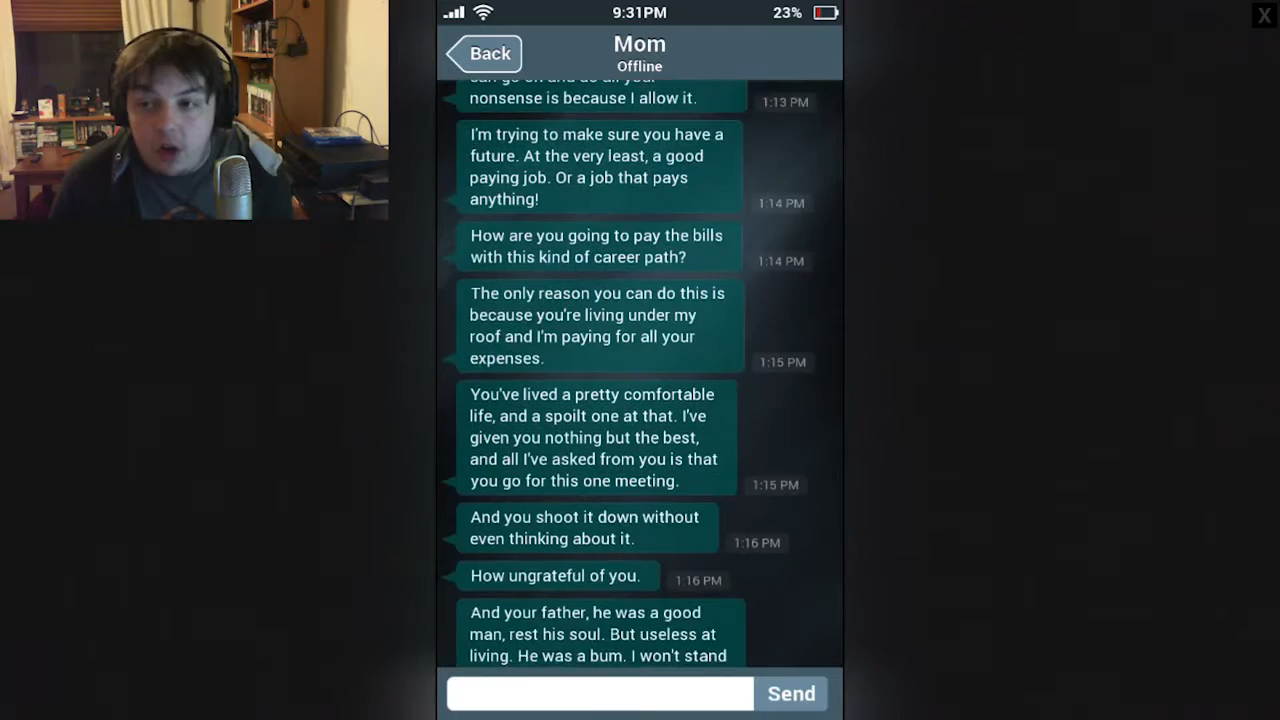 9:31PM
23%
X
Back
Mom
Offline
nonsense is because I allow it.
1:13 PM
I'm trying to make sure you have a
future. At the very least, a good
paying job. Or a job that pays
anything!
1:14 PM
How are you going to pay the bills
with this kind of career path?
1:14 PM
The only reason you can do this is
because you're living under my
roof and I'm paying for all your
expenses.
1:15 PM
You've lived a pretty comfortable
life, and a spoilt one at that. I've
given you nothing but the best,
and all I've asked from you is that
you go for this one meeting.
1:15 PM
And you shoot it down without
even thinking about it.
1:16 PM
How ungrateful of you.
1:16 PM
And your father, he was a good
man, rest his soul. But useless at
living. He was a bum. I won't stand
Send